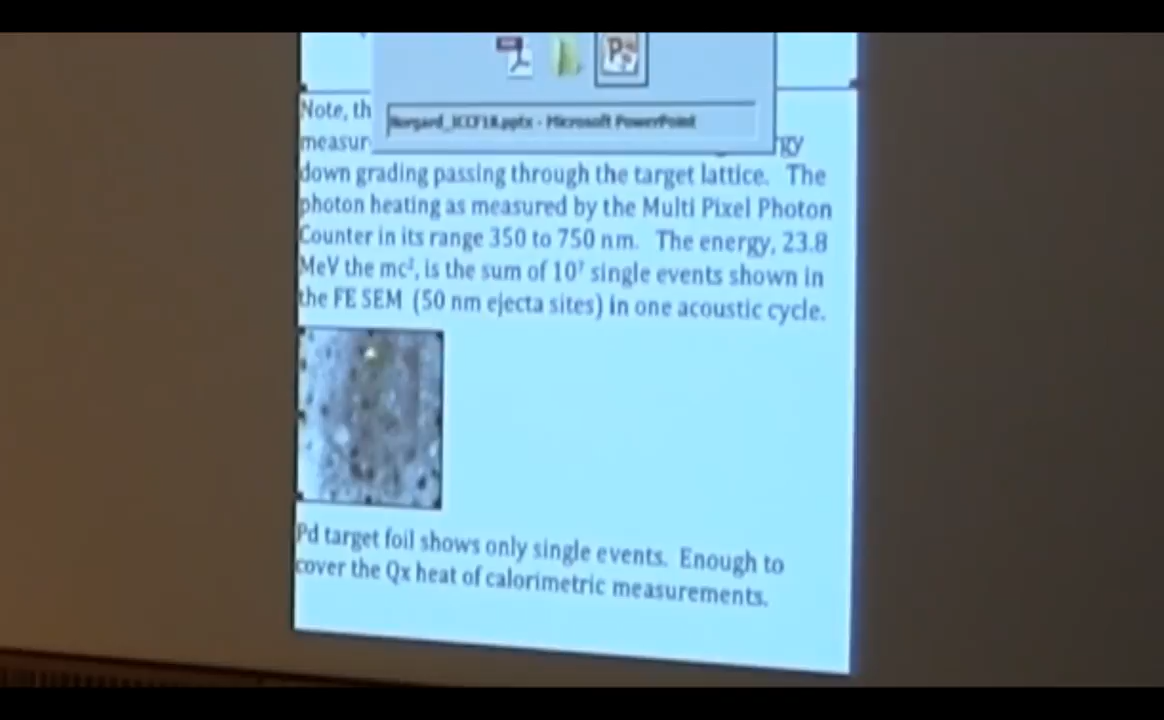 Norgard_ICCF18.pptx - Microsoft PowerPoint
Note, th
measur rgy
down grading passing through the target lattice. The
photon heating as measured by the Multi Pixel Photon
Counter in its range 350 to 750 nm. The energy, 23.8
MeV the mc², is the sum of 10⁷ single events shown in
the FE SEM (50 nm ejecta sites) in one acoustic cycle.
Pd target foil shows only single events. Enough to
cover the Qx heat of calorimetric measurements.